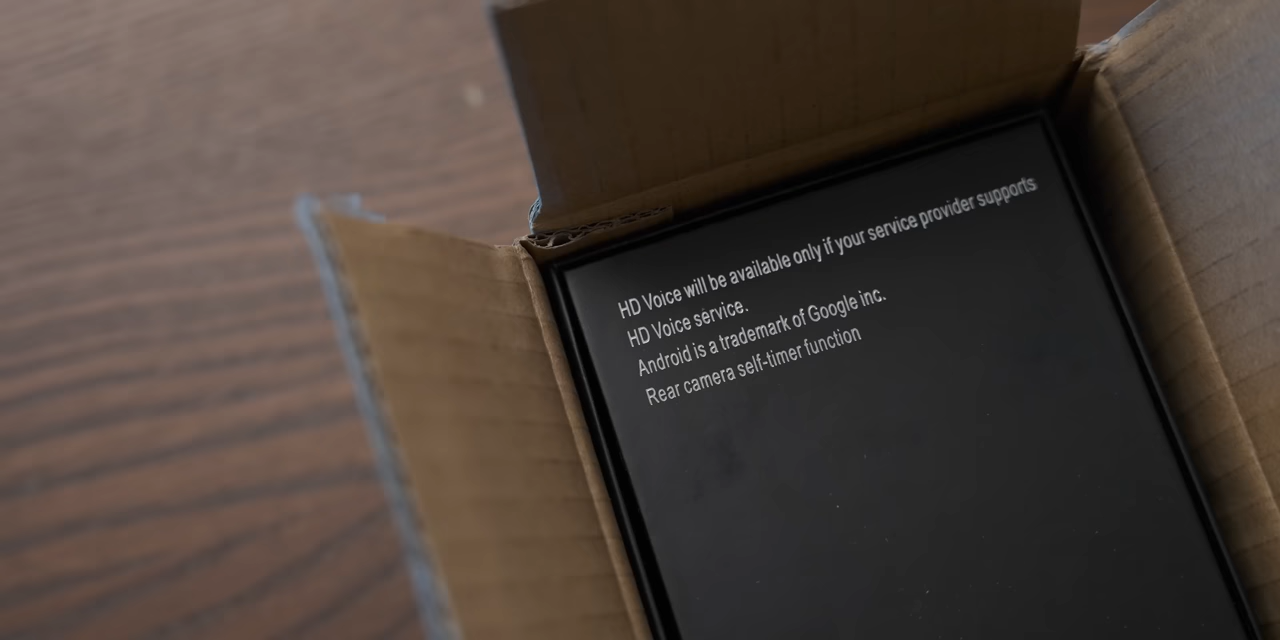 HD Voice will be available only if your service provider supports
HD Voice service.
Android is a trademark of Google inc.
Rear camera self-timer function